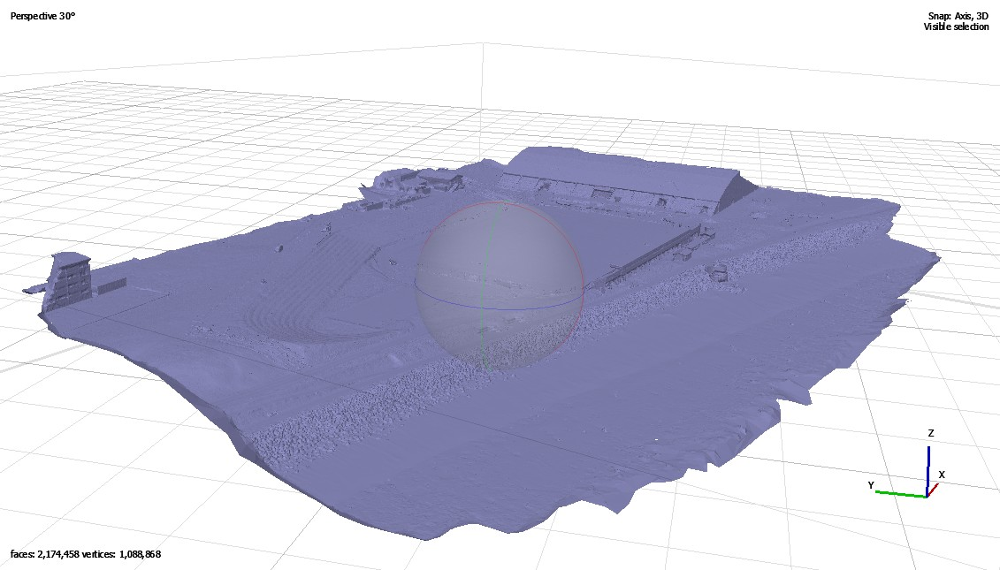 Perspective 30°
Snap: Axis, 3D
Visible selection
Z
X
Y
faces: 2,174,458 vertices: 1,088,868